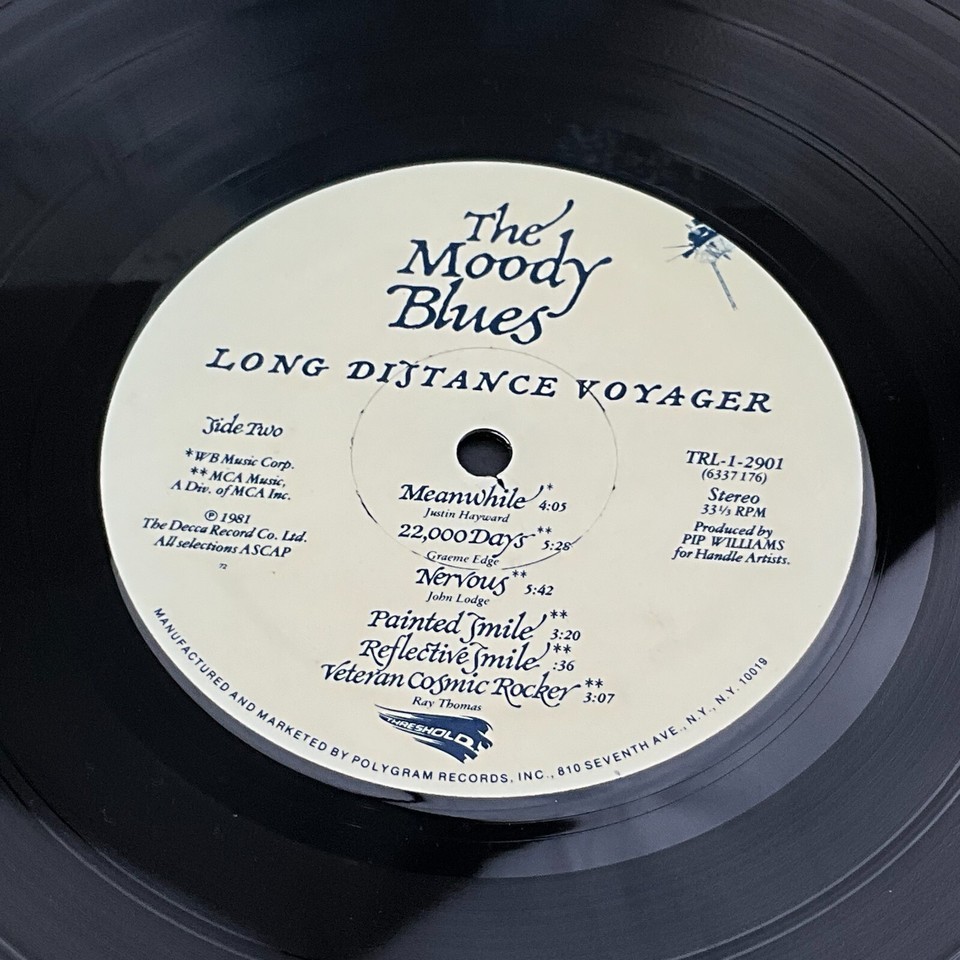 The
Moody
Blues
LONG DISTANCE VOYAGER
Side Two
*WB Music Corp.
**MCA Music,
A Div. of MCA Inc.
℗ 1981
The Decca Record Co. Ltd.
All selections ASCAP
72
TRL-1-2901
(6337 176)
Stereo
33⅓ RPM
Produced by
PIP WILLIAMS
for Handle Artists.
Meanwhile* 4:05
Justin Hayward
22,000 Days** 5:28
Graeme Edge
Nervous** 5:42
John Lodge
Painted Smile** 3:20
Reflective Smile** :36
Veteran Cosmic Rocker** 3:07
Ray Thomas
THRESHOLD
MANUFACTURED AND MARKETED BY POLYGRAM RECORDS, INC., 810 SEVENTH AVE., N.Y., N.Y. 10019